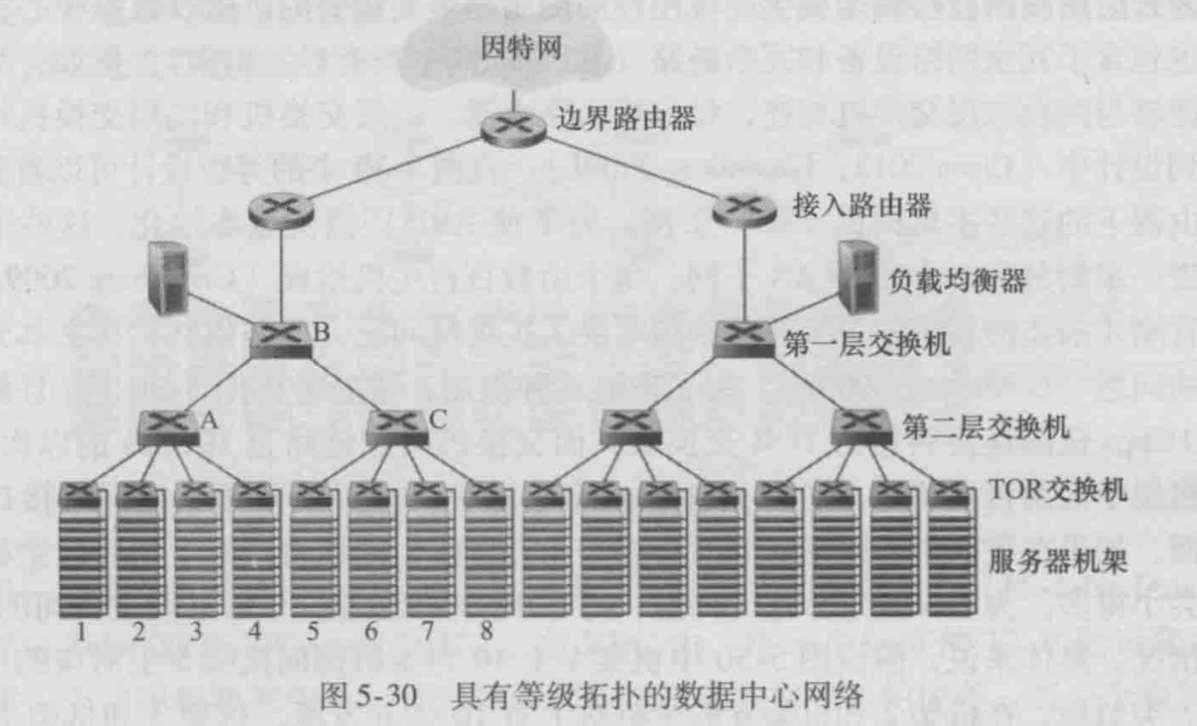 因特网
边界路由器
接入路由器
负载均衡器
B
第一层交换机
A
C
第二层交换机
TOR交换机
服务器机架
1 2 3 4 5 6 7 8
图 5-30 具有等级拓扑的数据中心网络